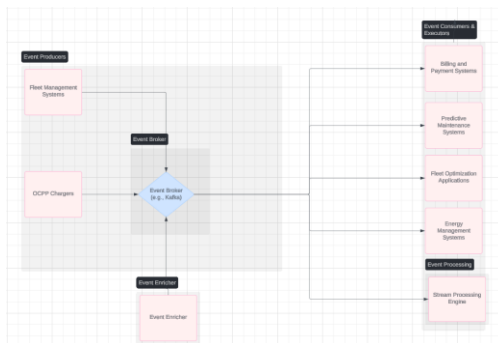 Event Consumers &
Executors
Event Producers
Billing and
Payment Systems
Fleet Management
Systems
Predictive
Maintenance
Systems
Event Broker
Fleet Optimization
Applications
OCPP Chargers
Event Broker
(e.g., Kafka)
Energy
Management
Systems
Event Processing
Event Enricher
Stream Processing
Engine
Event Enricher